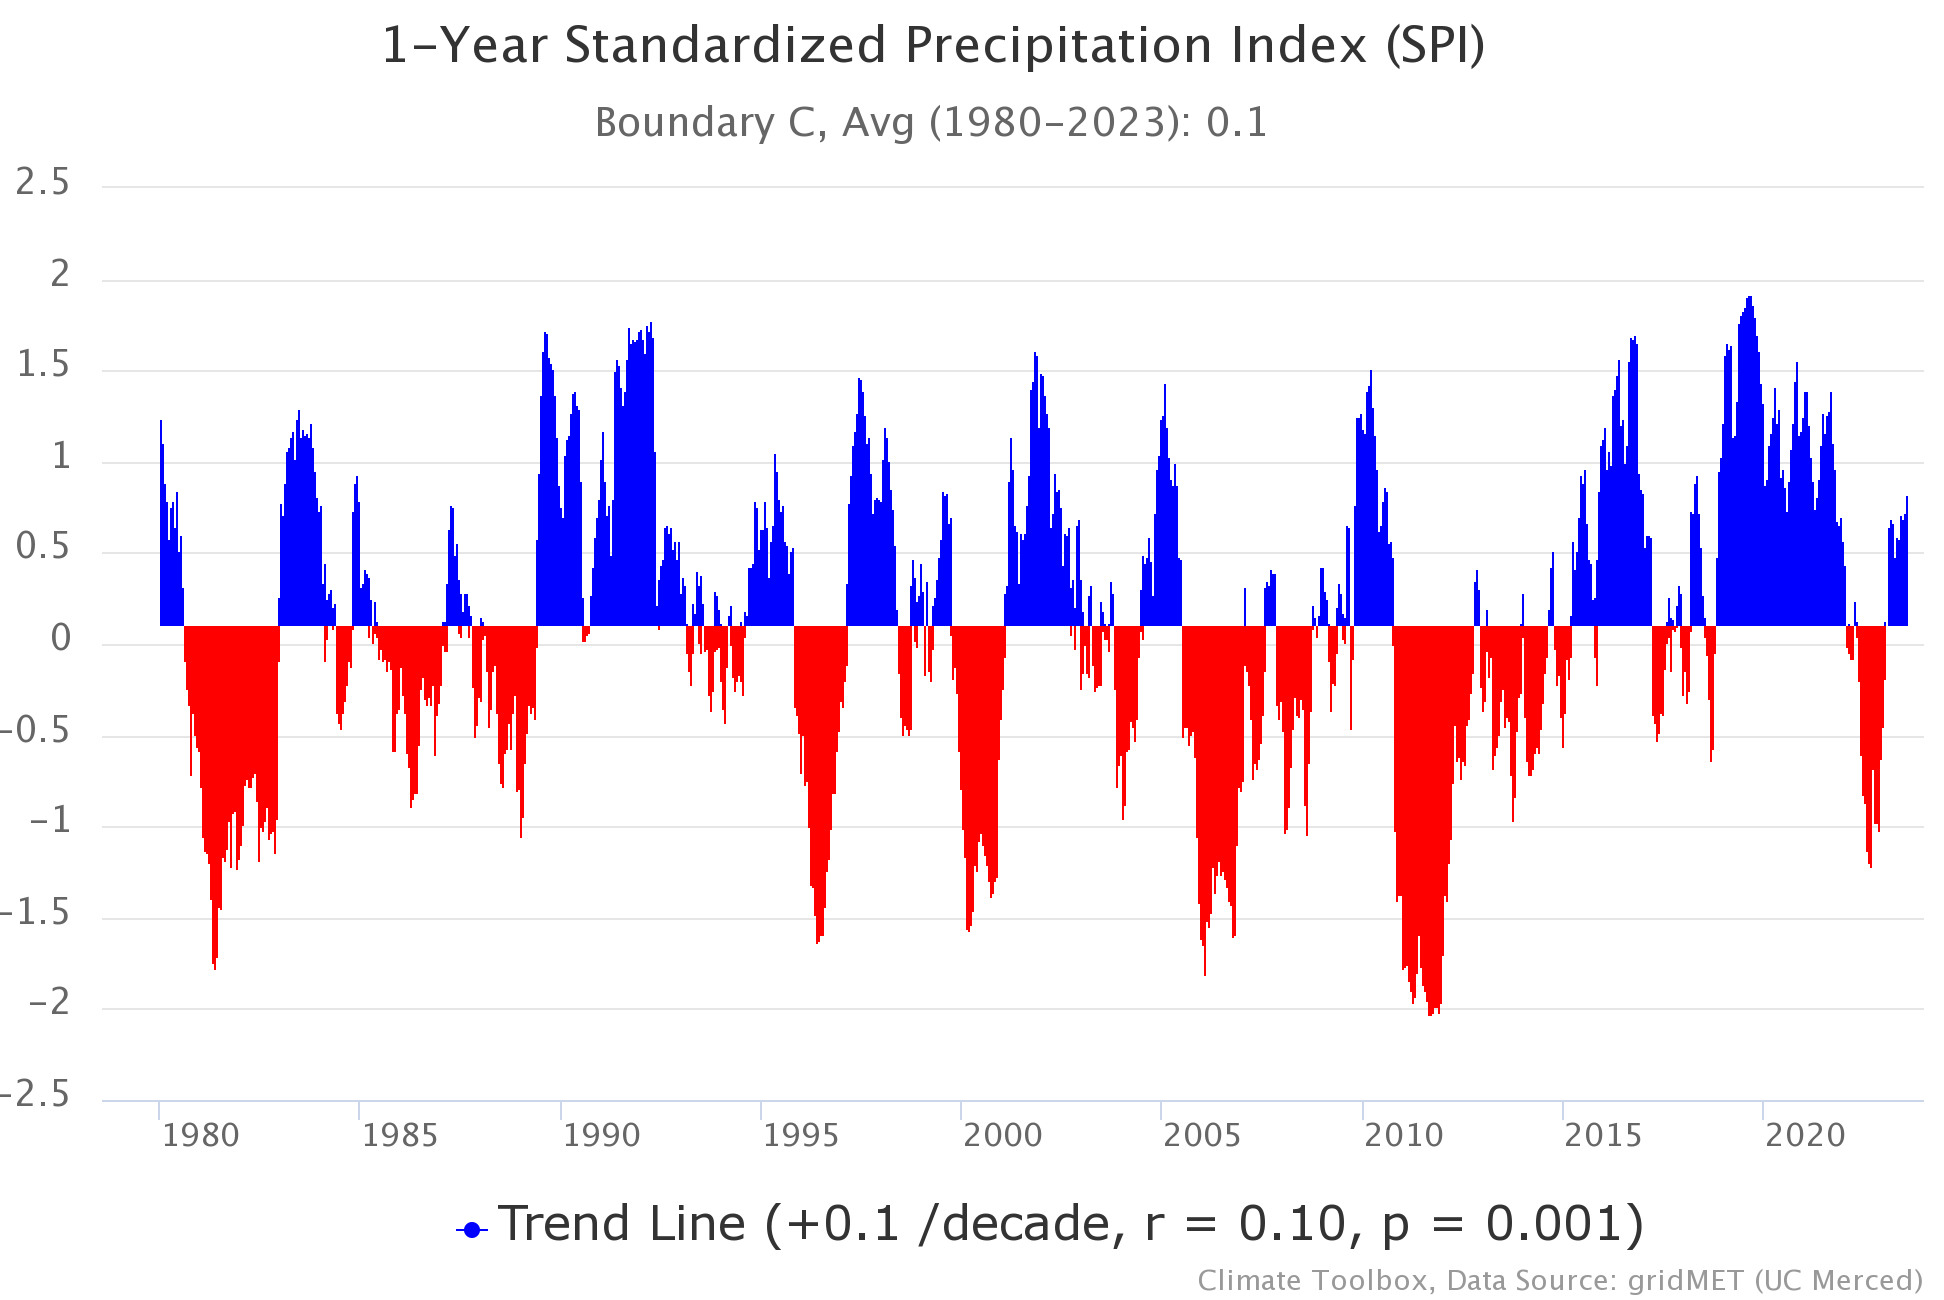 1–Year Standardized Precipitation Index (SPI)
Boundary C, Avg (1980–2023): 0.1
2.5
2
1.5
1
0.5
0
–0.5
–1
–1.5
–2
–2.5
1980 1985 1990 1995 2000 2005 2010 2015 2020
Trend Line (+0.1 /decade, r = 0.10, p = 0.001)
Climate Toolbox, Data Source: gridMET (UC Merced)